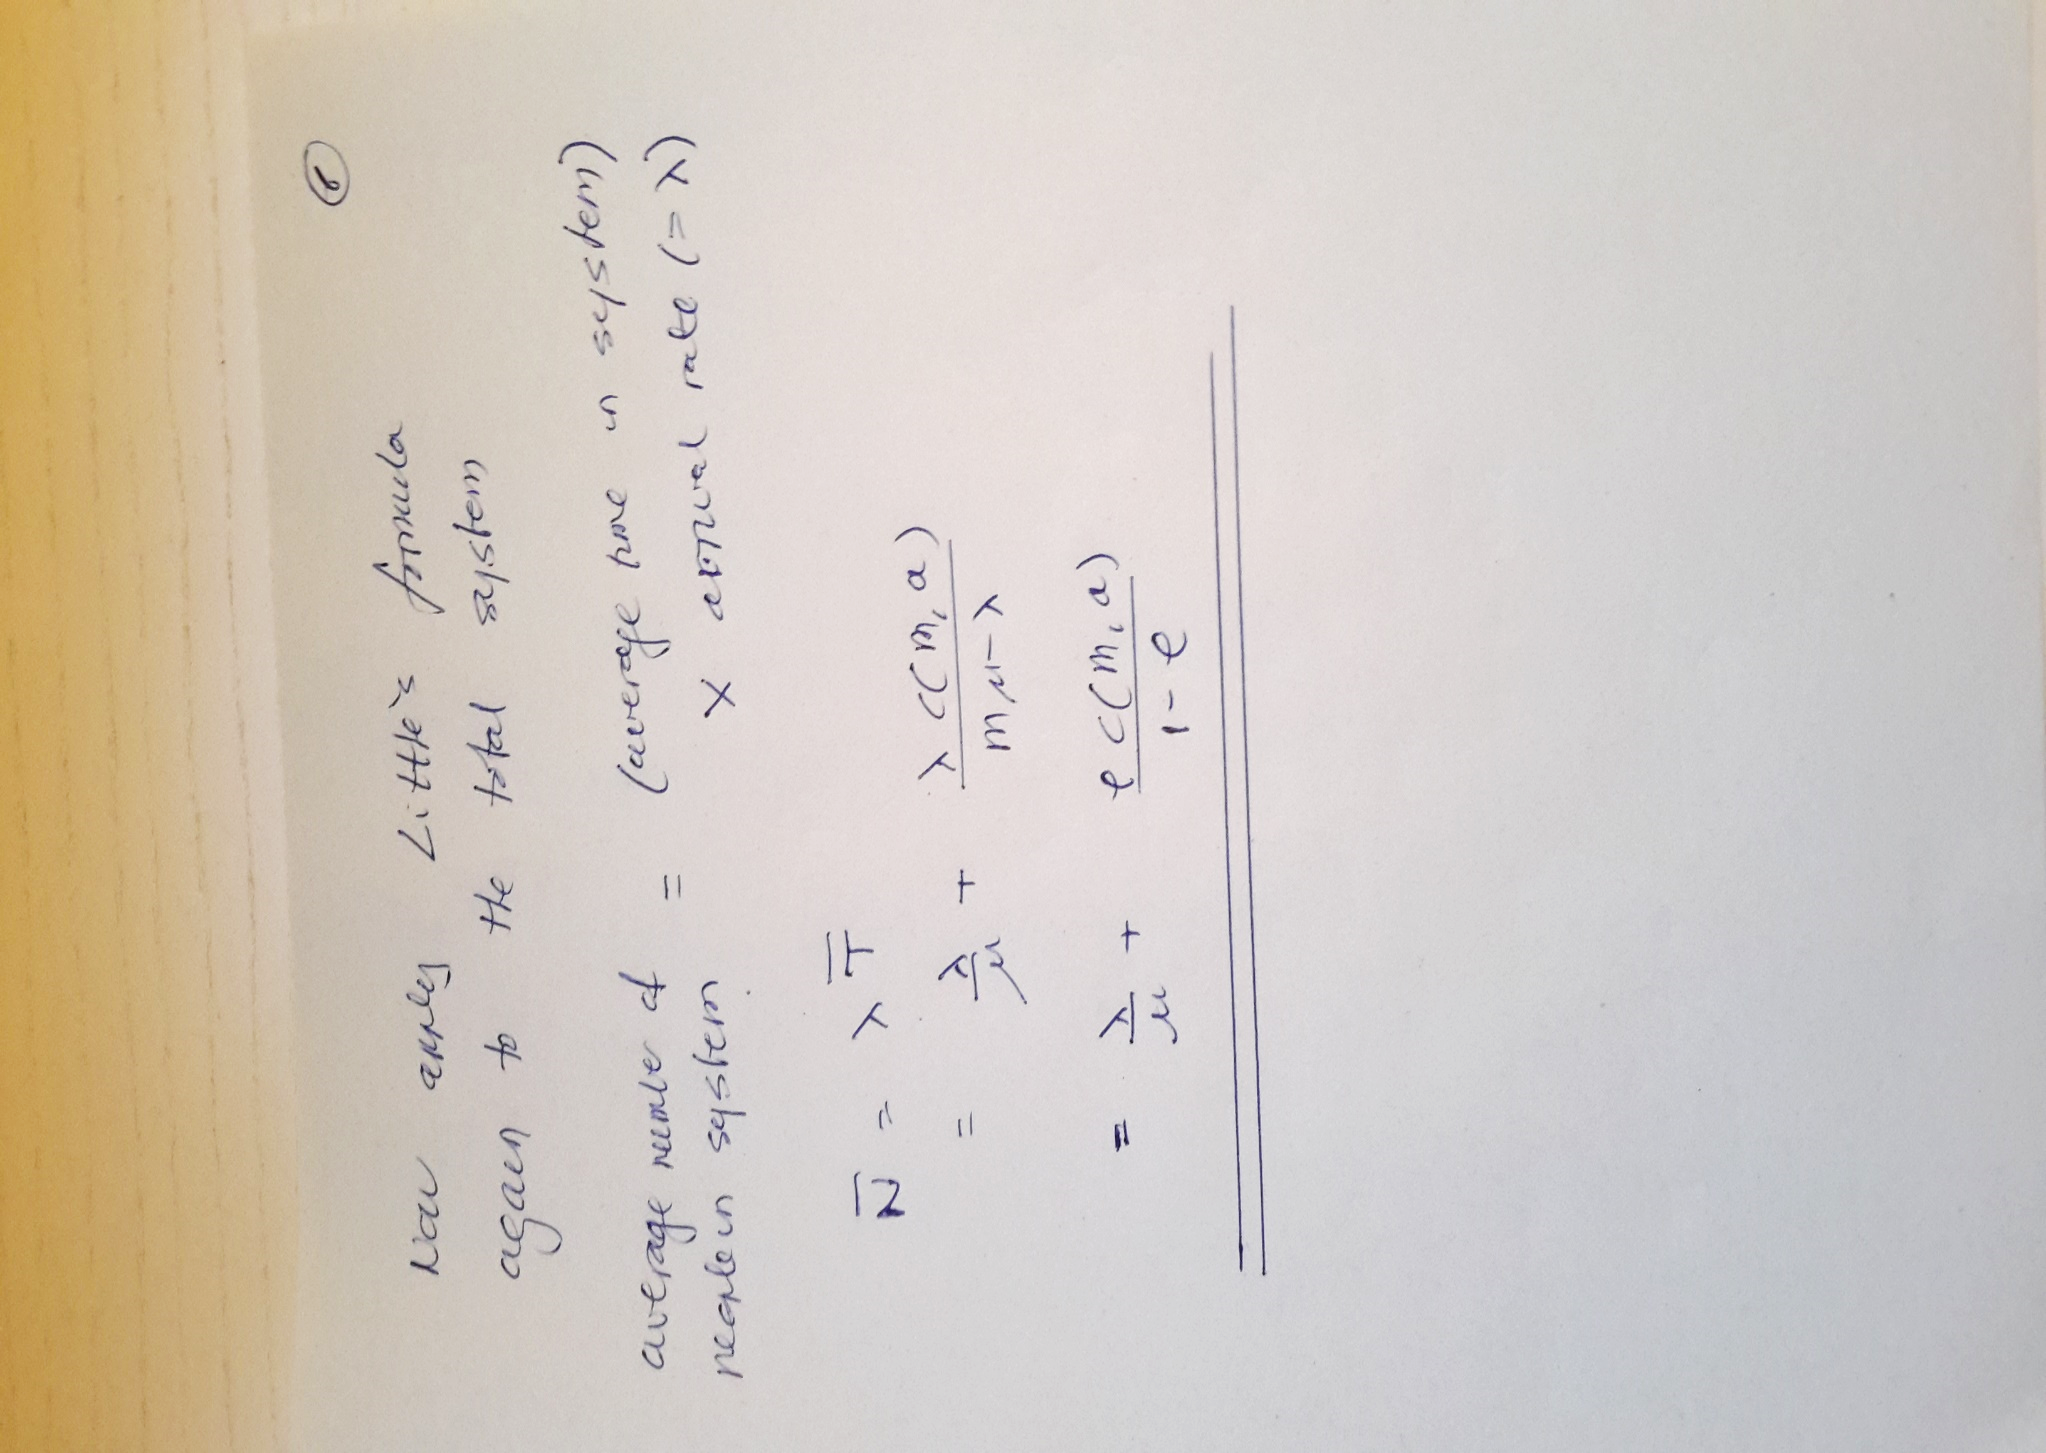 ⑧
Now apply Little's formula
again to the total system
average number of = (average time in system)
people in system × arrival rate (= λ)
N̄ = λ T̄
= λ/μ + λ C(m, a) / (mμ - λ)
= λ/μ + ρ C(m, a) / (1 - ρ)